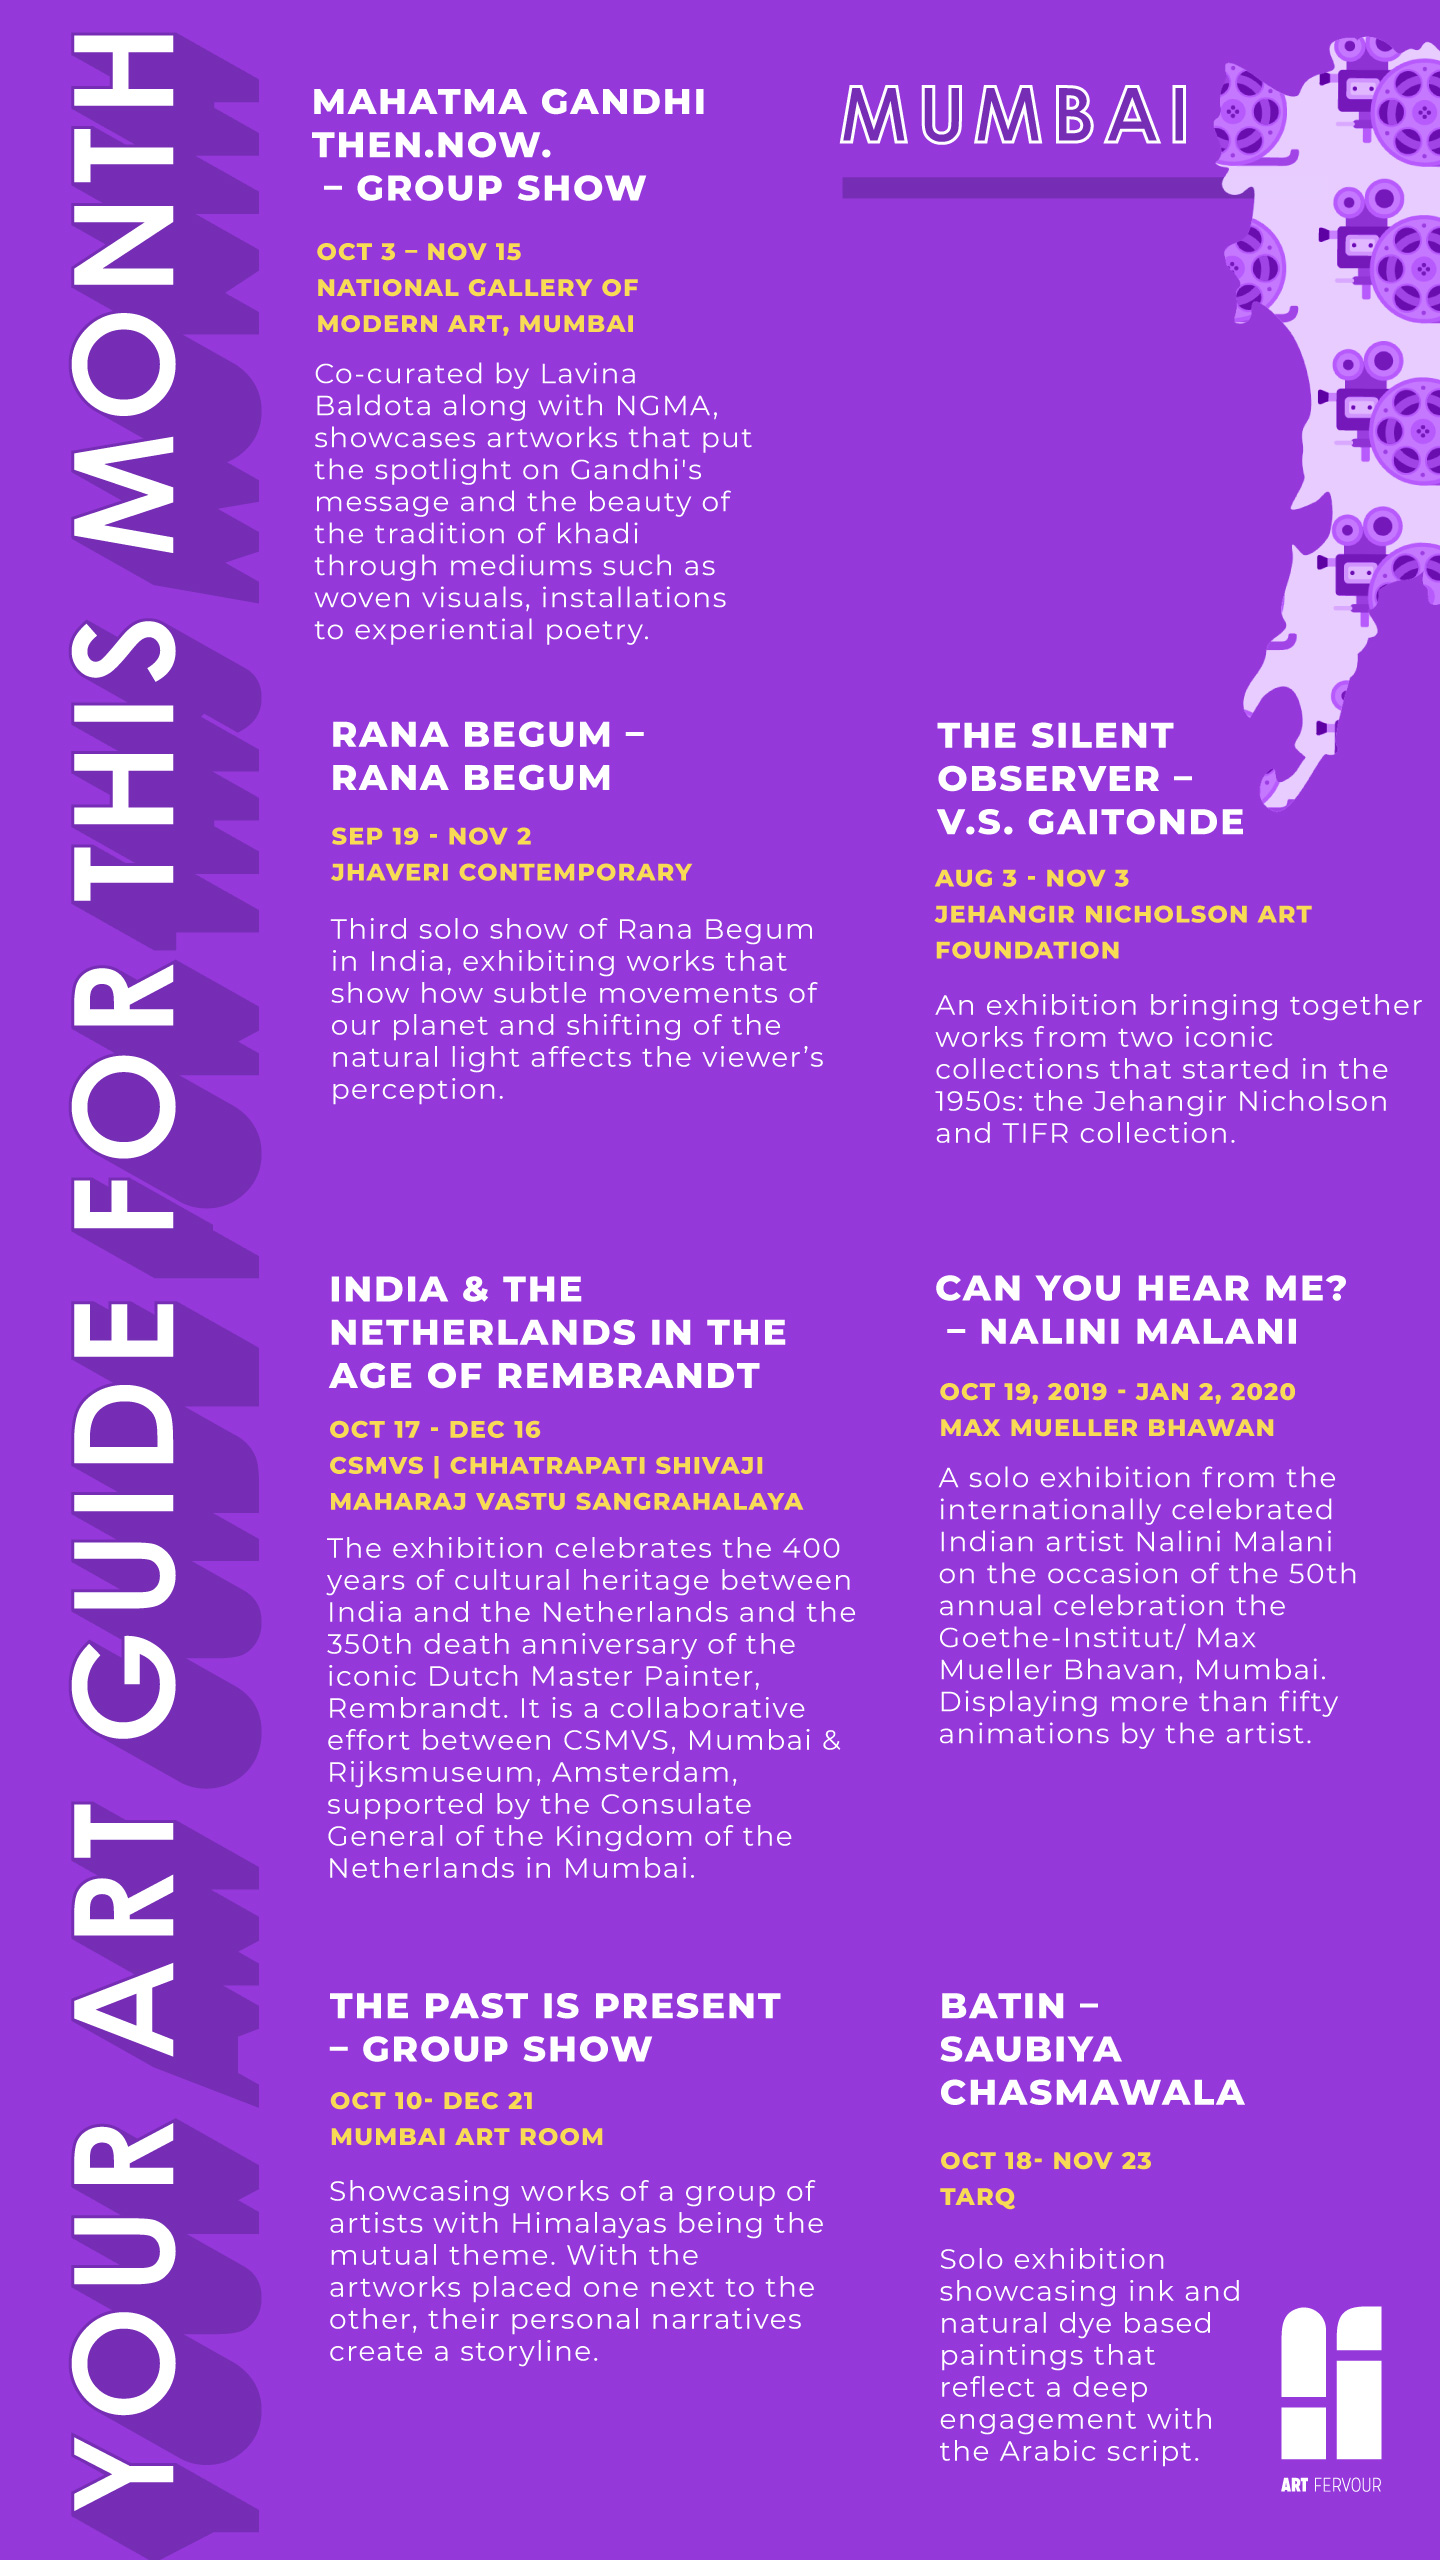 YOUR ART GUIDE FOR THIS MONTH
MUMBAI
MAHATMA GANDHI
THEN.NOW.
– GROUP SHOW
OCT 3 – NOV 15
NATIONAL GALLERY OF
MODERN ART, MUMBAI
Co-curated by Lavina
Baldota along with NGMA,
showcases artworks that put
the spotlight on Gandhi's
message and the beauty of
the tradition of khadi
through mediums such as
woven visuals, installations
to experiential poetry.
RANA BEGUM –
RANA BEGUM
SEP 19 - NOV 2
JHAVERI CONTEMPORARY
Third solo show of Rana Begum
in India, exhibiting works that
show how subtle movements of
our planet and shifting of the
natural light affects the viewer’s
perception.
THE SILENT
OBSERVER –
V.S. GAITONDE
AUG 3 - NOV 3
JEHANGIR NICHOLSON ART
FOUNDATION
An exhibition bringing together
works from two iconic
collections that started in the
1950s: the Jehangir Nicholson
and TIFR collection.
INDIA & THE
NETHERLANDS IN THE
AGE OF REMBRANDT
OCT 17 - DEC 16
CSMVS | CHHATRAPATI SHIVAJI
MAHARAJ VASTU SANGRAHALAYA
The exhibition celebrates the 400
years of cultural heritage between
India and the Netherlands and the
350th death anniversary of the
iconic Dutch Master Painter,
Rembrandt. It is a collaborative
effort between CSMVS, Mumbai &
Rijksmuseum, Amsterdam,
supported by the Consulate
General of the Kingdom of the
Netherlands in Mumbai.
CAN YOU HEAR ME?
– NALINI MALANI
OCT 19, 2019 - JAN 2, 2020
MAX MUELLER BHAWAN
A solo exhibition from the
internationally celebrated
Indian artist Nalini Malani
on the occasion of the 50th
annual celebration the
Goethe-Institut/ Max
Mueller Bhavan, Mumbai.
Displaying more than fifty
animations by the artist.
THE PAST IS PRESENT
– GROUP SHOW
OCT 10- DEC 21
MUMBAI ART ROOM
Showcasing works of a group of
artists with Himalayas being the
mutual theme. With the
artworks placed one next to the
other, their personal narratives
create a storyline.
BATIN –
SAUBIYA
CHASMAWALA
OCT 18- NOV 23
TARQ
Solo exhibition
showcasing ink and
natural dye based
paintings that
reflect a deep
engagement with
the Arabic script.
ART FERVOUR